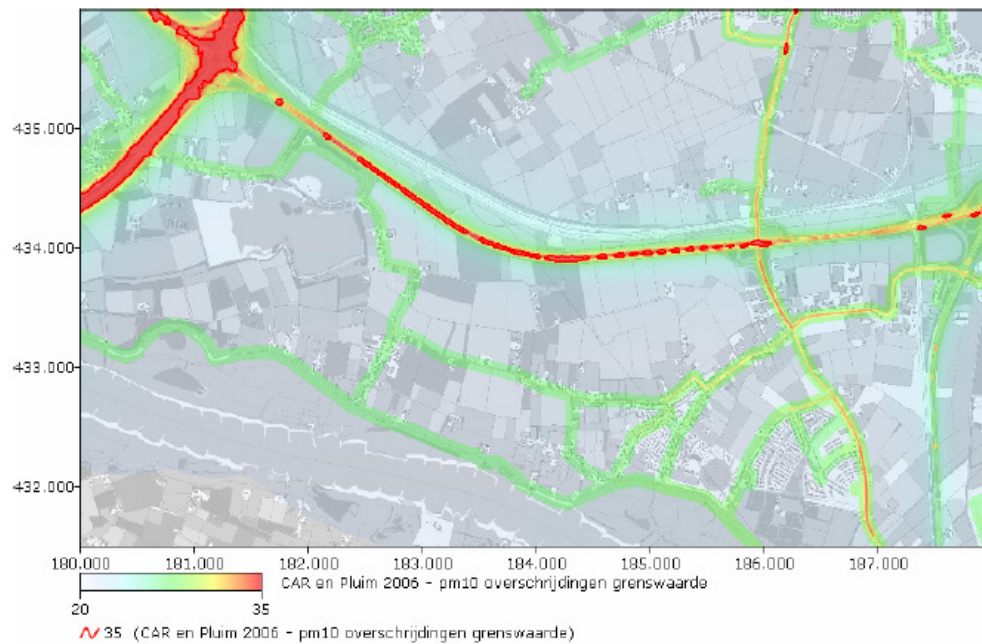 435.000
434.000
433.000
432.000
180.000 181.000 182.000 183.000 184.000 185.000 186.000 187.000
CAR en Pluim 2006 - pm10 overschrijdingen grenswaarde
20 35
35 (CAR en Pluim 2006 - pm10 overschrijdingen grenswaarde)